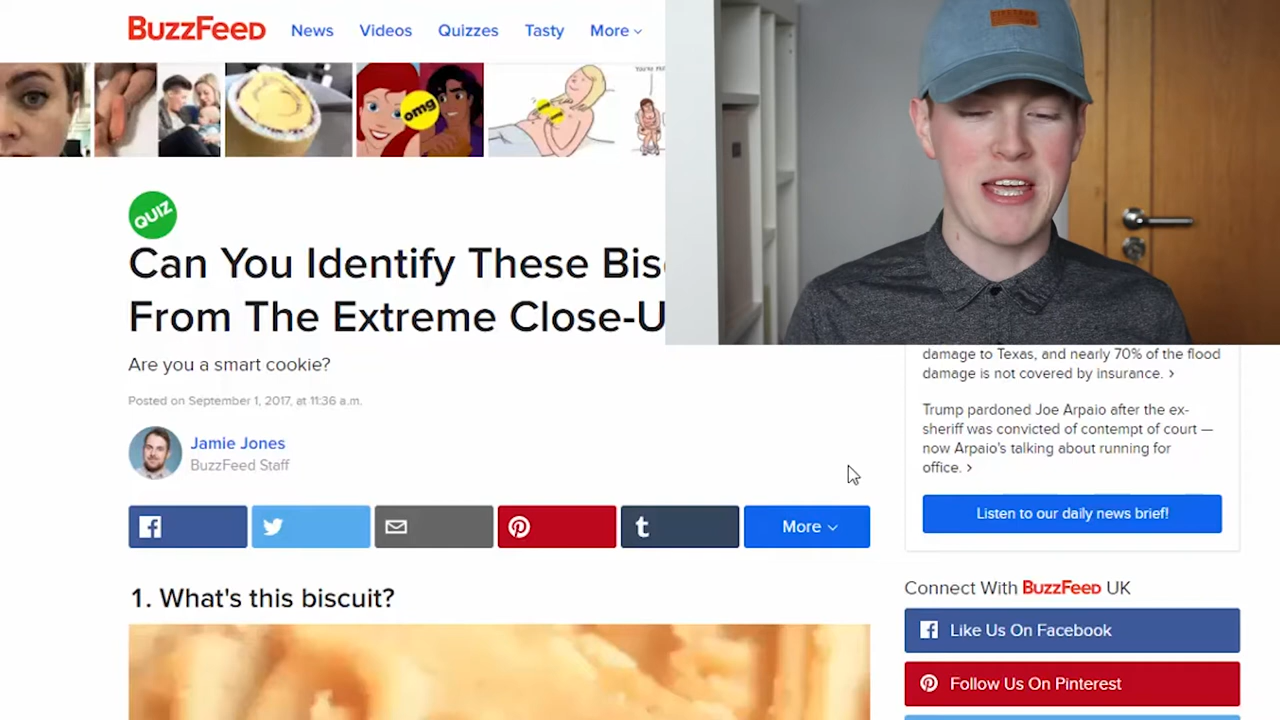 BuzzFeed News Videos Quizzes Tasty More
omg
QUIZ
Can You Identify These
From The Extreme
Are you a smart cookie?
Posted on September 1, 2017, at 11:36 a.m.
Jamie Jones
BuzzFeed Staff
More
1. What's this biscuit?
damage to Texas, and nearly 70% of the flood
damage is not covered by insurance. >
Trump pardoned Joe Arpaio after the ex-
sheriff was convicted of contempt of court —
now Arpaio's talking about running for
office. >
Listen to our daily news brief!
Connect With BuzzFeed UK
Like Us On Facebook
Follow Us On Pinterest